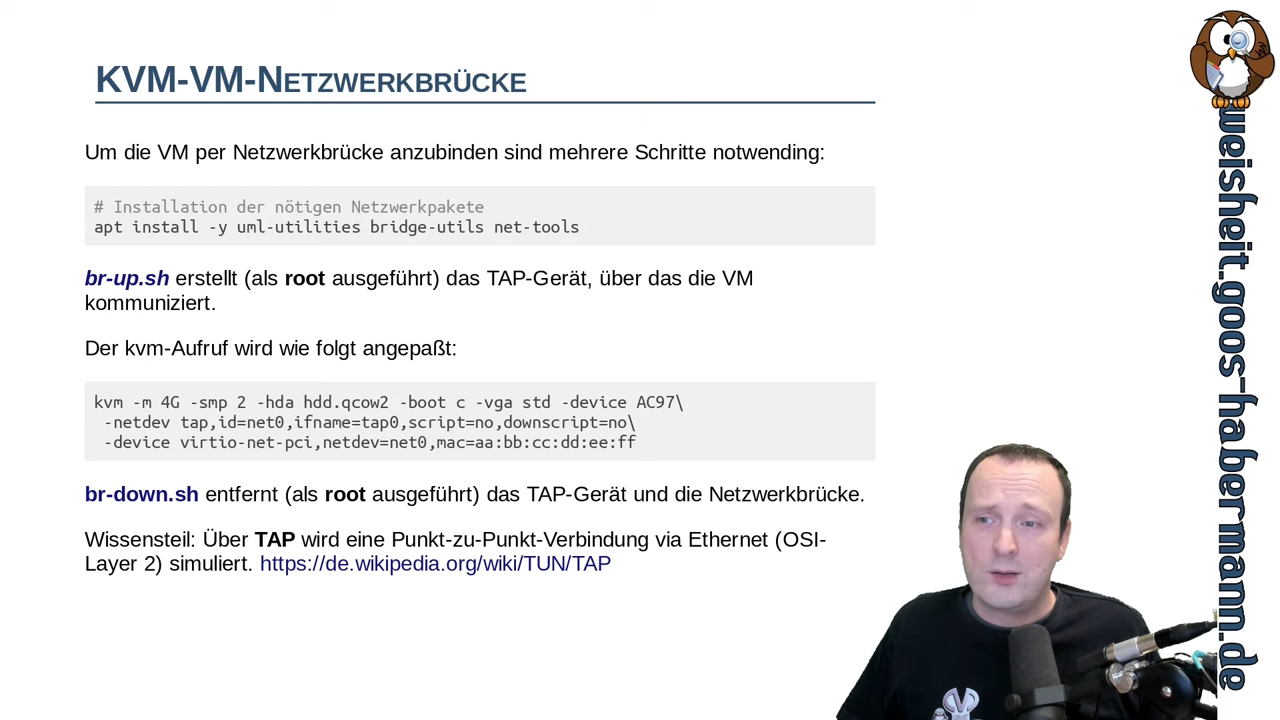 KVM-VM-NETZWERKBRÜCKE
Um die VM per Netzwerkbrücke anzubinden sind mehrere Schritte notwending:
# Installation der nötigen Netzwerkpakete
apt install -y uml-utilities bridge-utils net-tools
br-up.sh erstellt (als root ausgeführt) das TAP-Gerät, über das die VM
kommuniziert.
Der kvm-Aufruf wird wie folgt angepaßt:
kvm -m 4G -smp 2 -hda hdd.qcow2 -boot c -vga std -device AC97\
-netdev tap,id=net0,ifname=tap0,script=no,downscript=no\
-device virtio-net-pci,netdev=net0,mac=aa:bb:cc:dd:ee:ff
br-down.sh entfernt (als root ausgeführt) das TAP-Gerät und die Netzwerkbrücke.
Wissensteil: Über TAP wird eine Punkt-zu-Punkt-Verbindung via Ethernet (OSI-
Layer 2) simuliert. https://de.wikipedia.org/wiki/TUN/TAP
weisheit.goos-habermann.de